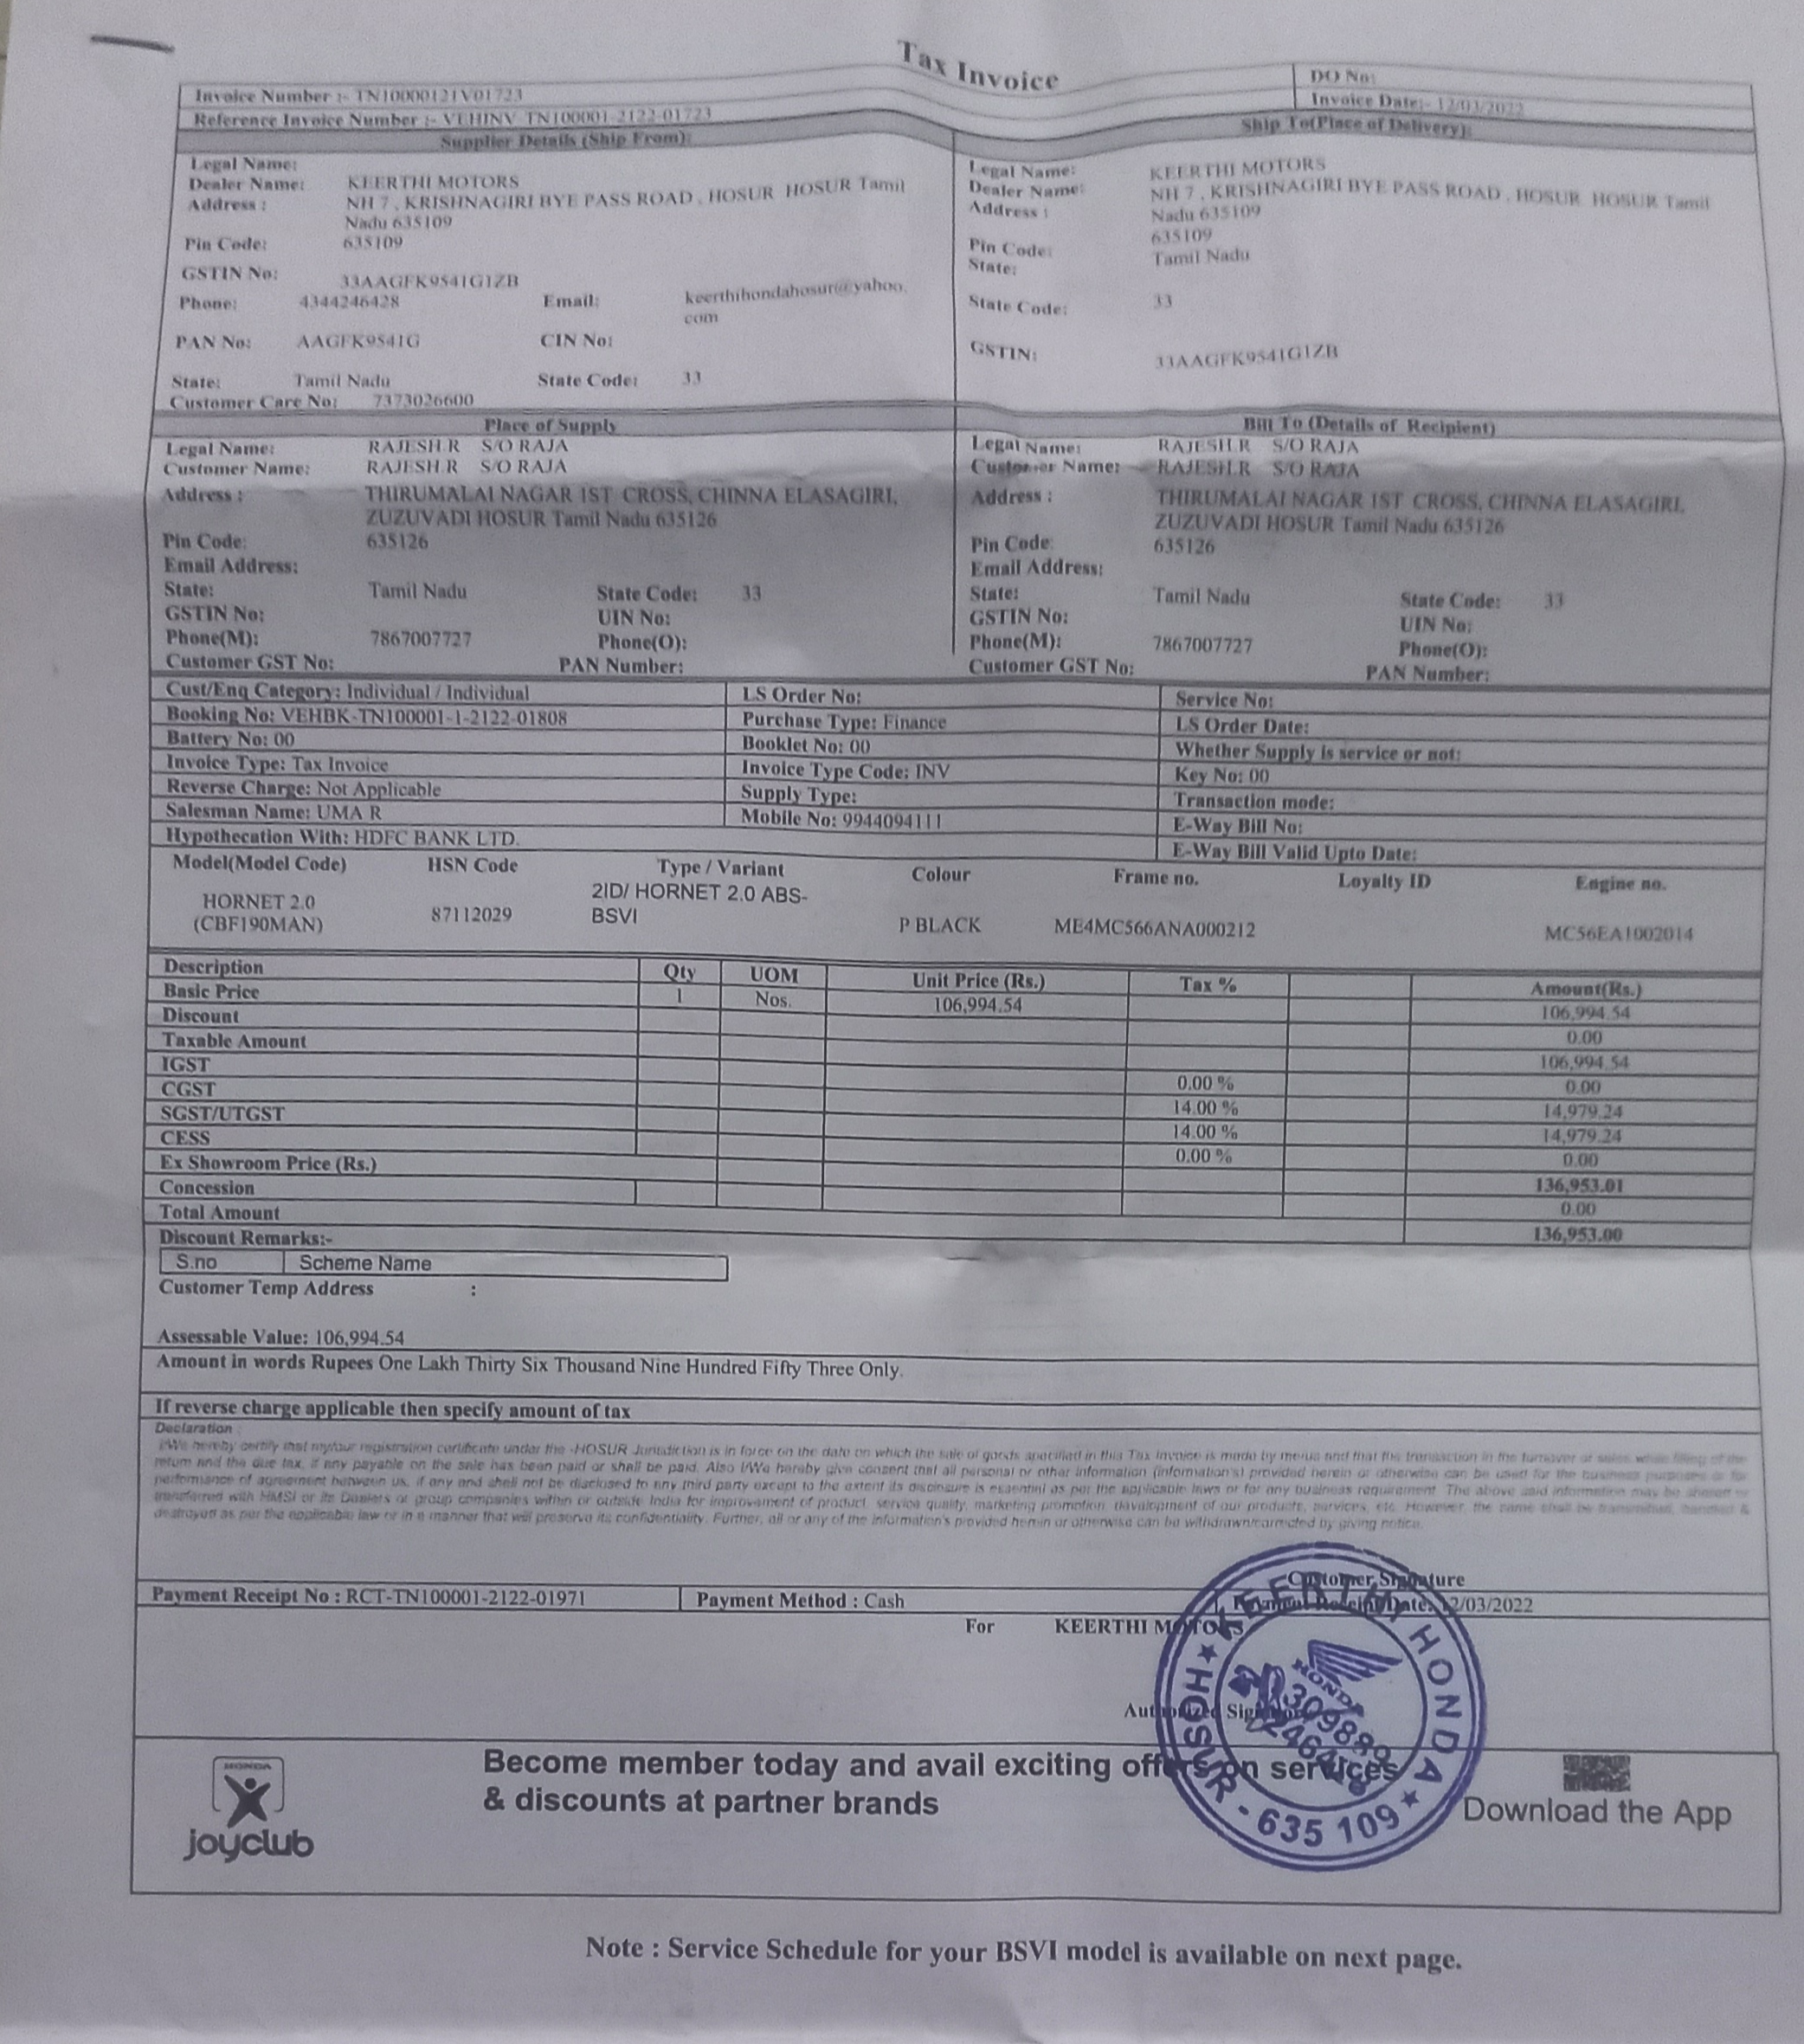 Tax Invoice
Invoice Number :- TN10000121V01723
DO No:
Reference Invoice Number :- VEHINV TN100001-2122-01723
Invoice Date:- 12/03/2022
Supplier Details (Ship From):
Legal Name:
Dealer Name: KEERTHI MOTORS
Address : NH 7 , KRISHNAGIRI BYE PASS ROAD , HOSUR HOSUR Tamil
Nadu 635109
Pin Code: 635109
GSTIN No: 33AAGFK9541G1ZB
Phone: 4344246428 Email: keerthihondahosur@yahoo.
com
PAN No: AAGFK9541G CIN No:
State: Tamil Nadu State Code: 33
Customer Care No: 7373026600
Ship To(Place of Delivery):
Legal Name:
Dealer Name: KEERTHI MOTORS
Address : NH 7 , KRISHNAGIRI BYE PASS ROAD , HOSUR HOSUR Tamil
Nadu 635109
Pin Code: 635109
State: Tamil Nadu
State Code: 33
GSTIN: 33AAGFK9541G1ZB
Place of Supply
Legal Name: RAJESH.R S/O RAJA
Customer Name: RAJESH.R S/O RAJA
Address : THIRUMALAI NAGAR 1ST CROSS, CHINNA ELASAGIRI,
ZUZUVADI HOSUR Tamil Nadu 635126
Pin Code: 635126
Email Address:
State: Tamil Nadu State Code: 33
GSTIN No: UIN No:
Phone(M): 7867007727 Phone(O):
Customer GST No: PAN Number:
Bill To (Details of Recipient)
Legal Name: RAJESH.R S/O RAJA
Customer Name: RAJESH.R S/O RAJA
Address : THIRUMALAI NAGAR 1ST CROSS, CHINNA ELASAGIRI,
ZUZUVADI HOSUR Tamil Nadu 635126
Pin Code: 635126
Email Address:
State: Tamil Nadu State Code: 33
GSTIN No: UIN No:
Phone(M): 7867007727 Phone(O):
Customer GST No: PAN Number:
Cust/Enq Category: Individual / Individual LS Order No: Service No:
Booking No: VEHBK-TN100001-1-2122-01808 Purchase Type: Finance LS Order Date:
Battery No: 00 Booklet No: 00 Whether Supply is service or not:
Invoice Type: Tax Invoice Invoice Type Code: INV Key No: 00
Reverse Charge: Not Applicable Supply Type: Transaction mode:
Salesman Name: UMA R Mobile No: 9944094111 E-Way Bill No:
Hypothecation With: HDFC BANK LTD. E-Way Bill Valid Upto Date:
Model(Model Code) HSN Code Type / Variant Colour Frame no. Loyalty ID Engine no.
HORNET 2.0 87112029 2ID/ HORNET 2.0 ABS- P BLACK ME4MC566ANA000212 MC56EA1002014
(CBF190MAN) BSVI
Description Qty UOM Unit Price (Rs.) Tax % Amount(Rs.)
Basic Price 1 Nos. 106,994.54 106,994.54
Discount 0.00
Taxable Amount 106,994.54
IGST 0.00 % 0.00
CGST 14.00 % 14,979.24
SGST/UTGST 14.00 % 14,979.24
CESS 0.00 % 0.00
Ex Showroom Price (Rs.) 136,953.01
Concession 0.00
Total Amount 136,953.00
Discount Remarks:-
S.no Scheme Name
Customer Temp Address :
Assessable Value: 106,994.54
Amount in words Rupees One Lakh Thirty Six Thousand Nine Hundred Fifty Three Only.
If reverse charge applicable then specify amount of tax
Declaration :
I/We hereby certify that my/our registration certificate under the -HOSUR Jurisdiction is in force on the date on which the sale of goods specified in this Tax Invoice is made by me/us and that the transaction in the turnover of sales while filing of the
return and the due tax, if any payable on the sale has been paid or shall be paid. Also I/We hereby give consent that all personal or other information (information's) provided herein or otherwise can be used for the business purposes or for
performance of agreement between us, if any and shall not be disclosed to any third party except to the extent its disclosure is essential as per the applicable laws or for any business requirement. The above said information may be shared or
transferred with HMSI or its Dealers or group companies within or outside India for improvement of product, service quality, marketing promotion, development of our products, services, etc. However, the same shall be transmitted, handled &
destroyed as per the applicable law or in a manner that will preserve its confidentiality. Further, all or any of the information's provided herein or otherwise can be withdrawn/corrected by giving notice.
Customer Signature
Payment Receipt No : RCT-TN100001-2122-01971 Payment Method : Cash Payment Receipt Date: 12/03/2022
For KEERTHI MOTORS
KEERTHI HONDA
HONDA
HOSUR - 635 109
HONDA
joyclub
Become member today and avail exciting offers on services
& discounts at partner brands
Download the App
Note : Service Schedule for your BSVI model is available on next page.